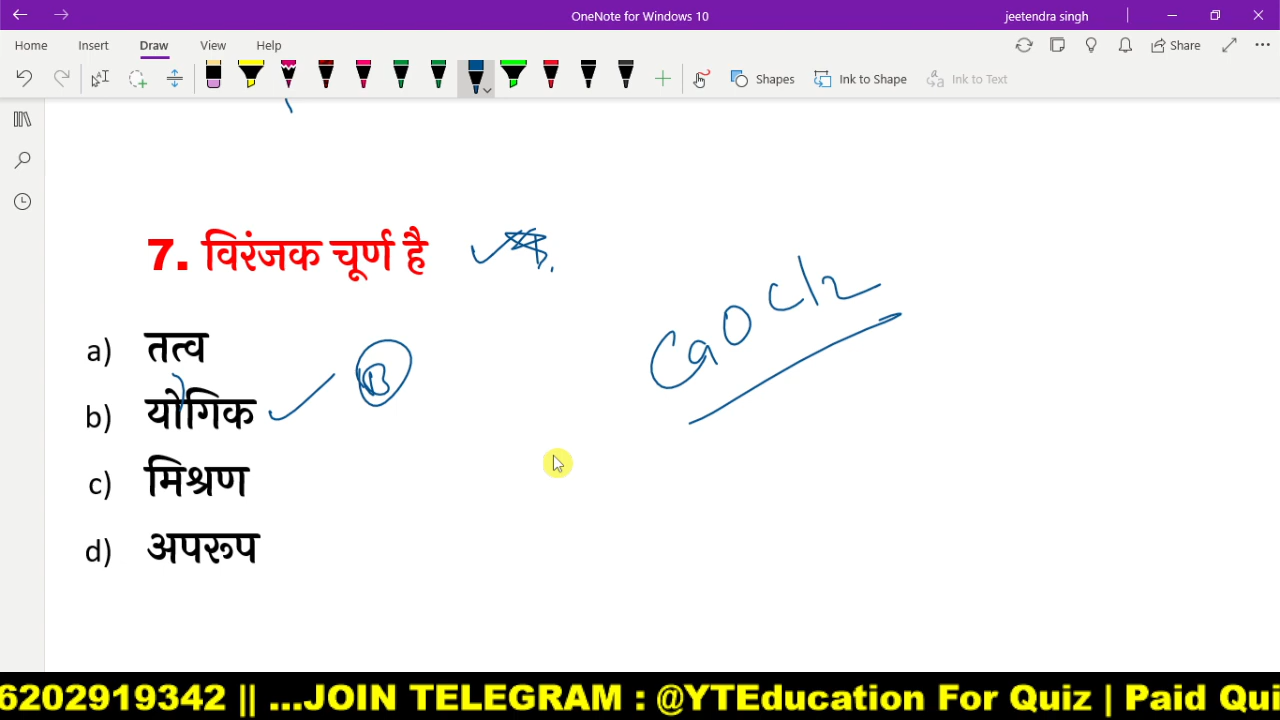 OneNote for Windows 10
jeetendra singh
Home Insert Draw View Help
Share
Shapes Ink to Shape Ink to Text
7. विरंजक चूर्ण है
CaOCl2
a) तत्व
B
b) यौगिक
c) मिश्रण
d) अपरूप
6202919342 || ...JOIN TELEGRAM : @YTEducation For Quiz | Paid Qui